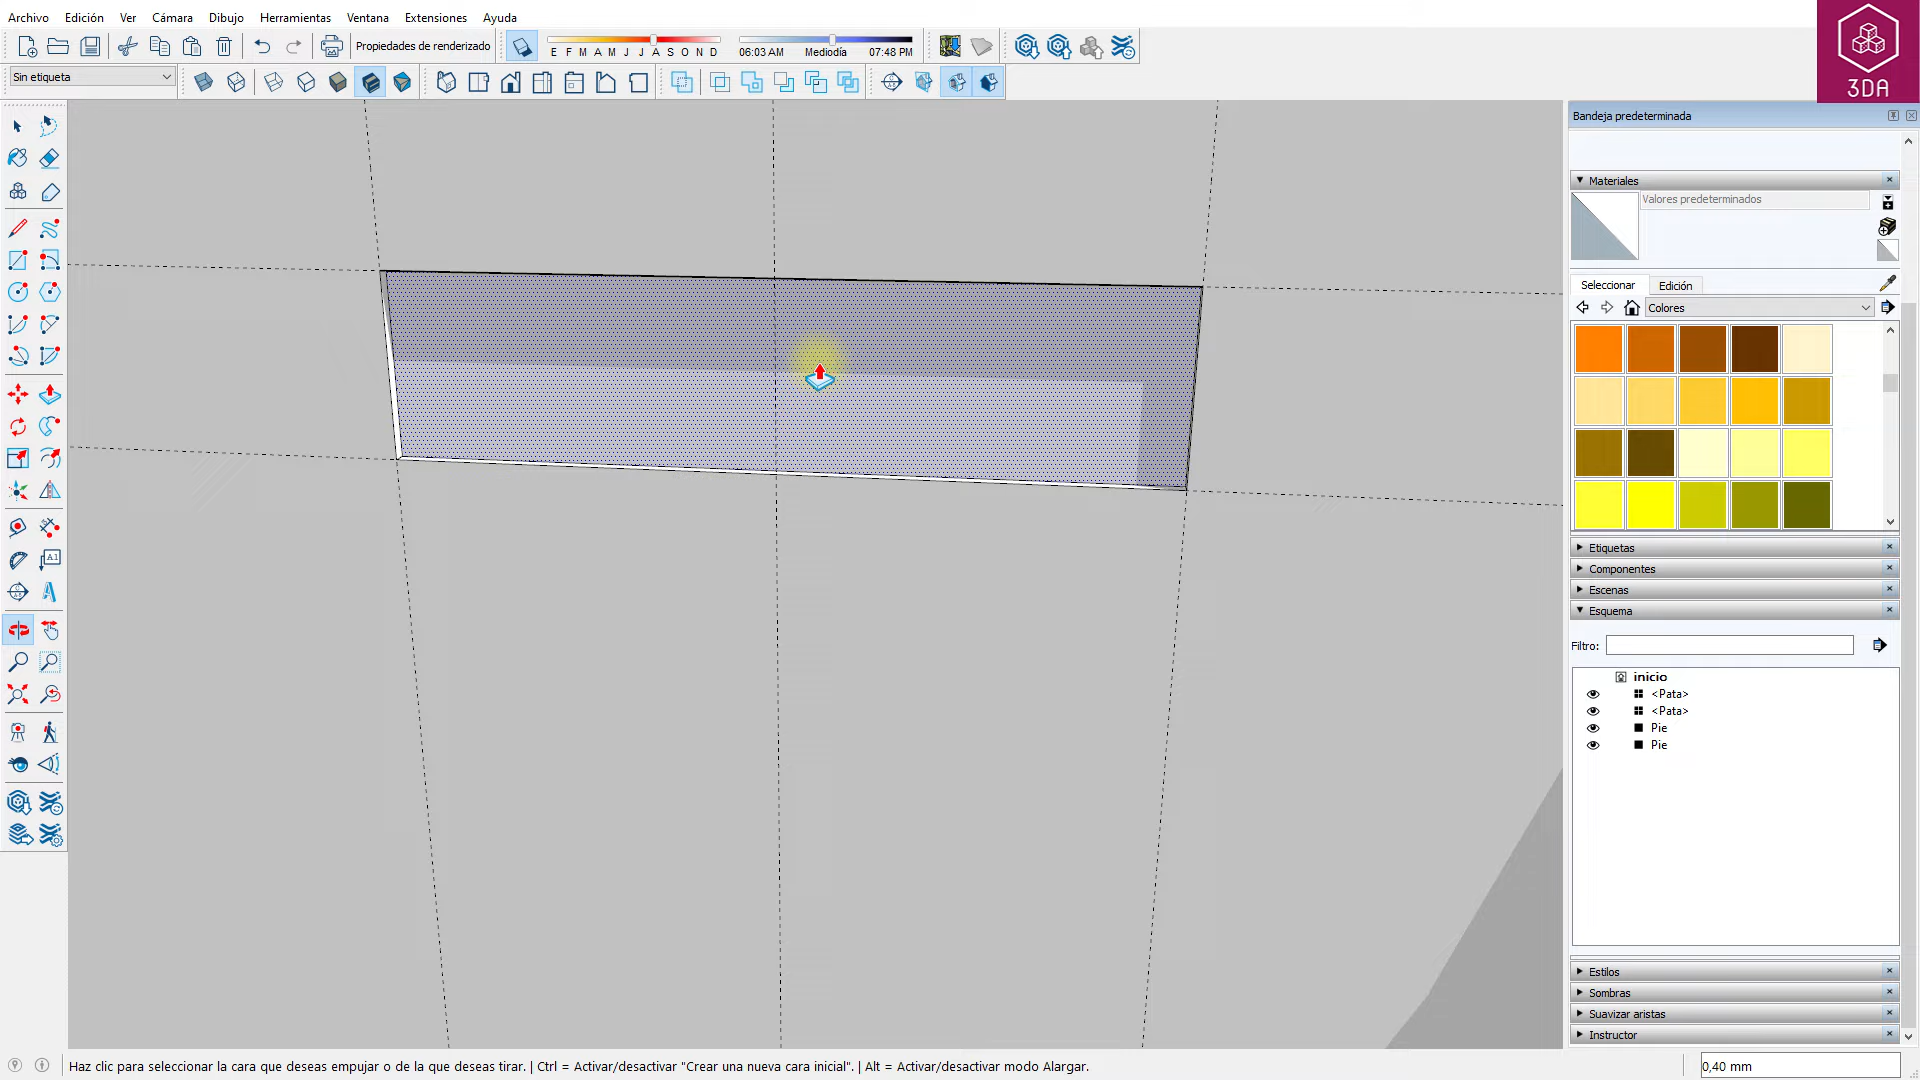 Archivo Edición Ver Cámara Dibujo Herramientas Ventana Extensiones Ayuda
Propiedades de renderizado
E F M A M J J A S O N D
06:03 AM Mediodía 07:48 PM
3DA
Sin etiqueta
Bandeja predeterminada
Materiales
Valores predeterminados
Seleccionar Edición
Colores
A1
Etiquetas
Componentes
Escenas
Esquema
Filtro:
inicio
<Pata>
<Pata>
Pie
Pie
Estilos
Sombras
Suavizar aristas
Instructor
Haz clic para seleccionar la cara que deseas empujar o de la que deseas tirar. | Ctrl = Activar/desactivar "Crear una nueva cara inicial". | Alt = Activar/desactivar modo Alargar.
0,40 mm